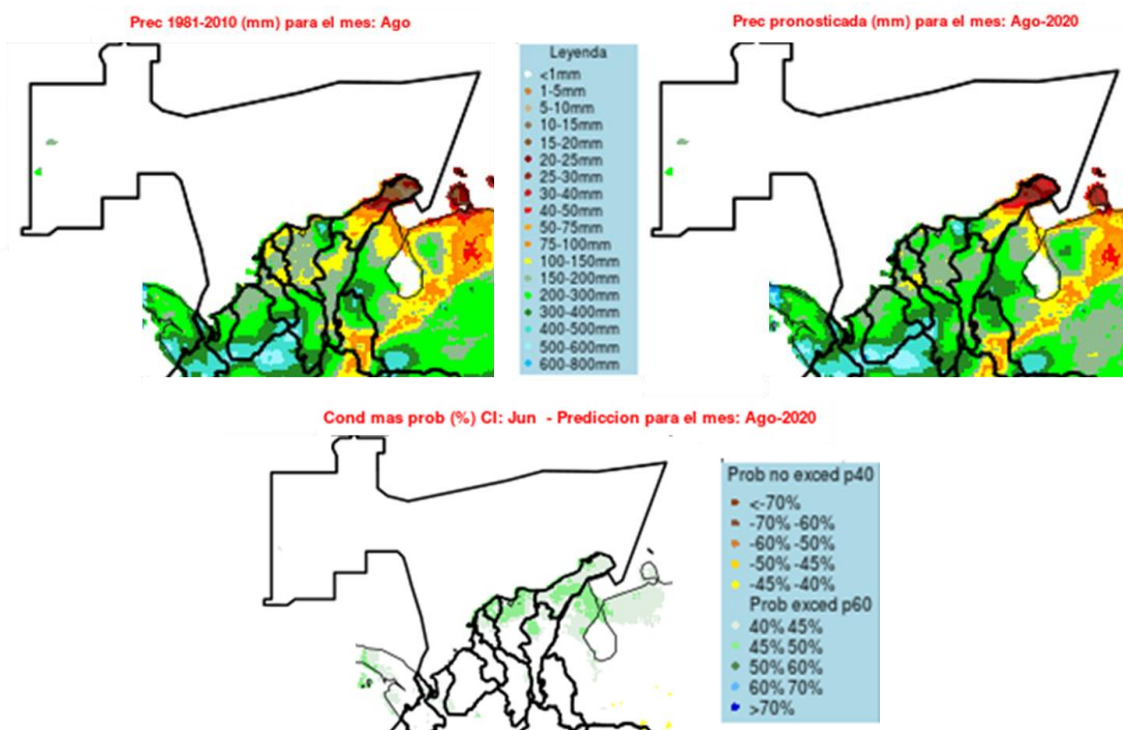 Prec 1981-2010 (mm) para el mes: Ago
Prec pronosticada (mm) para el mes: Ago-2020
Leyenda
<1mm
1-5mm
5-10mm
10-15mm
15-20mm
20-25mm
25-30mm
30-40mm
40-50mm
50-75mm
75-100mm
100-150mm
150-200mm
200-300mm
300-400mm
400-500mm
500-600mm
600-800mm
Cond mas prob (%) CI: Jun - Prediccion para el mes: Ago-2020
Prob no exced p40
<-70%
-70% -60%
-60% -50%
-50% -45%
-45% -40%
Prob exced p60
40% 45%
45% 50%
50% 60%
60% 70%
>70%